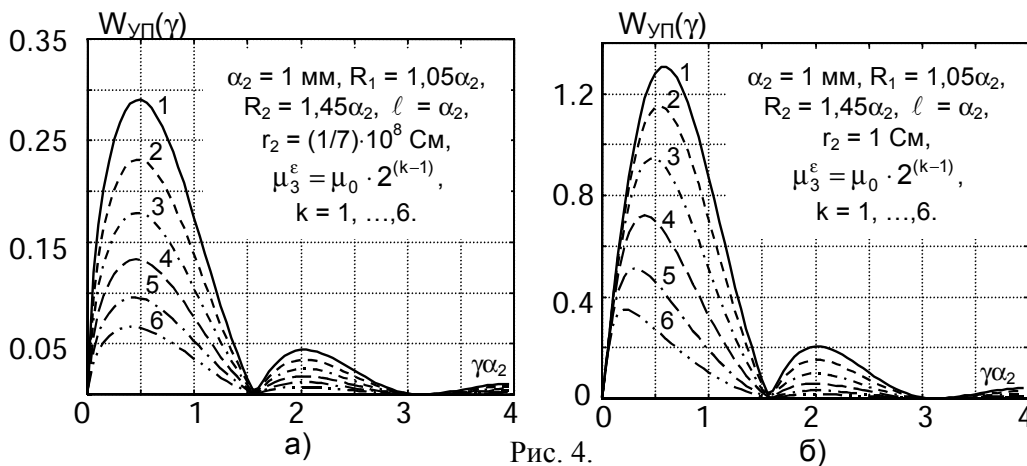 W_УП(γ)
0.35
0.25
0.15
0.05
α₂ = 1 мм, R₁ = 1,05α₂,
R₂ = 1,45α₂, ℓ = α₂,
r₂ = (1/7)·10⁸ См,
μ₃^ε = μ₀ · 2^(k−1),
k = 1, …,6.
1
2
3
4
5
6
γα₂
0 1 2 3 4
а)
W_УП(γ)
1.2
0.8
0.4
0
α₂ = 1 мм, R₁ = 1,05α₂,
R₂ = 1,45α₂, ℓ = α₂,
r₂ = 1 См,
μ₃^ε = μ₀ · 2^(k−1),
k = 1, …,6.
1
2
3
4
5
6
γα₂
0 1 2 3 4
б)
Рис. 4.